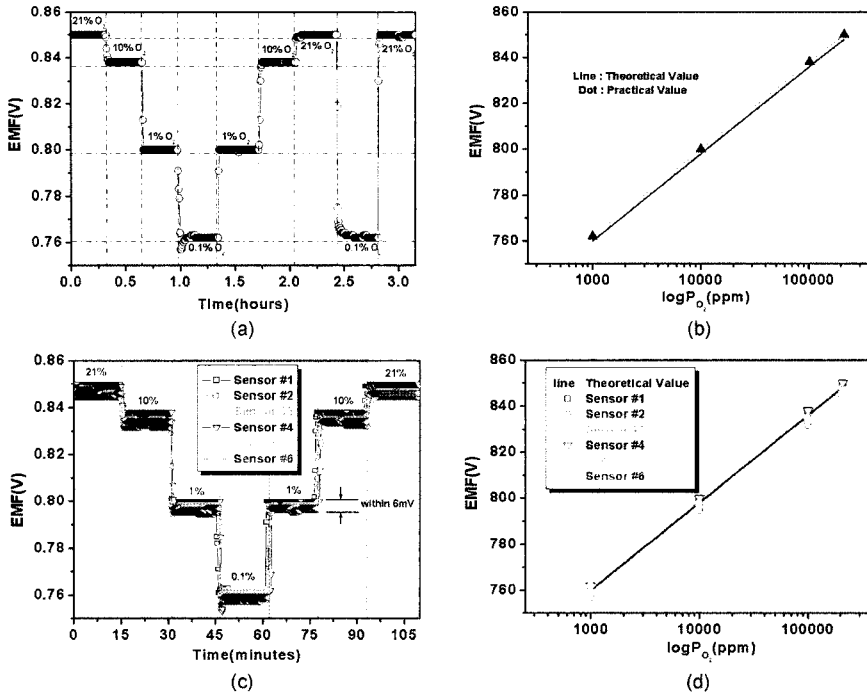 0.86
0.84
0.82
0.80
0.78
0.76
EMF(V)
21% O2
10% O2
1% O2
0.1% O2
1% O2
10% O2
21% O2
0.1% O2
21% O2
0.0 0.5 1.0 1.5 2.0 2.5 3.0
Time(hours)
(a)
860
840
820
800
780
760
EMF(V)
Line : Theoretical Value
Dot : Practical Value
1000 10000 100000
logPO2(ppm)
(b)
0.86
0.84
0.82
0.80
0.78
0.76
EMF(V)
21%
10%
1%
0.1%
1%
10%
21%
Sensor #1
Sensor #2
Sensor #4
Sensor #6
within 6mV
0 15 30 45 60 75 90 105
Time(minutes)
(c)
860
840
820
800
780
760
EMF(V)
line Theoretical Value
Sensor #1
Sensor #2
Sensor #4
Sensor #6
1000 10000 100000
logPO2(ppm)
(d)